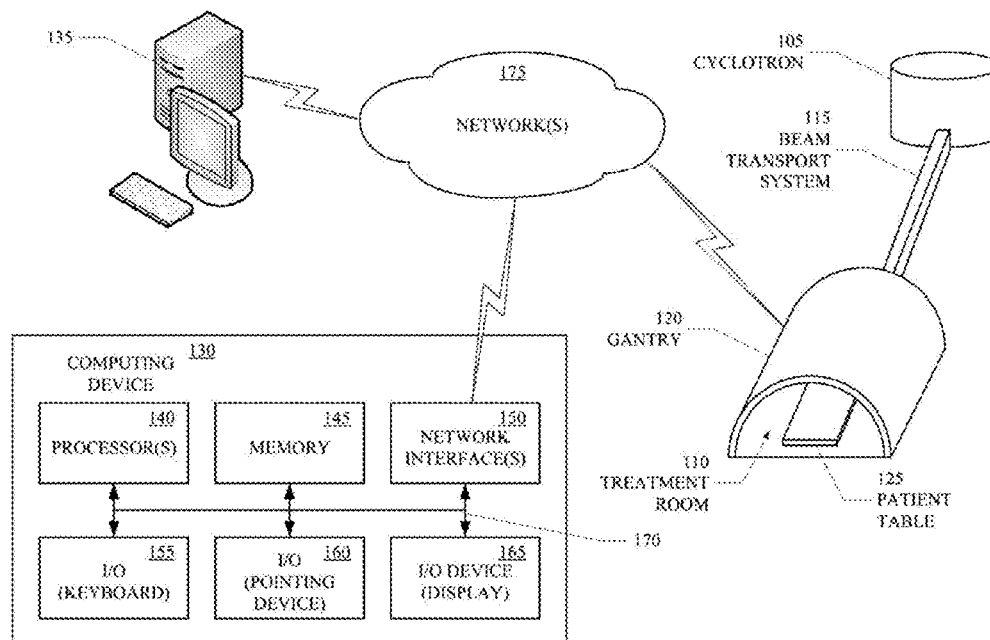 135
175
NETWORK(S)
105
CYCLOTRON
115
BEAM
TRANSPORT
SYSTEM
120
GANTRY
110
TREATMENT
ROOM
125
PATIENT
TABLE
130
COMPUTING
DEVICE
140
PROCESSOR(S)
145
MEMORY
150
NETWORK
INTERFACE(S)
155
I/O
(KEYBOARD)
160
I/O
(POINTING
DEVICE)
165
I/O DEVICE
(DISPLAY)
170